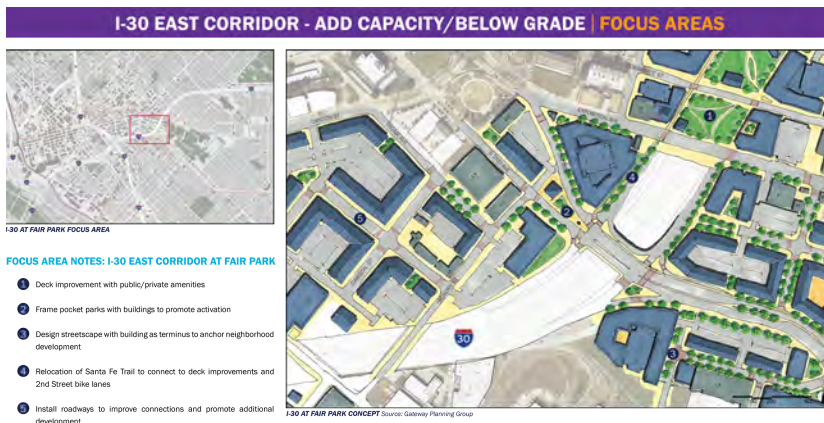 I-30 EAST CORRIDOR - ADD CAPACITY/BELOW GRADE | FOCUS AREAS
I-30 AT FAIR PARK FOCUS AREA
FOCUS AREA NOTES: I-30 EAST CORRIDOR AT FAIR PARK
1 Deck improvement with public/private amenities
2 Frame pocket parks with buildings to promote activation
3 Design streetscape with building as terminus to anchor neighborhood
development
4 Relocation of Santa Fe Trail to connect to deck improvements and
2nd Street bike lanes
5 Install roadways to improve connections and promote additional
development
1
4
2
5
30
3
I-30 AT FAIR PARK CONCEPT Source: Gateway Planning Group